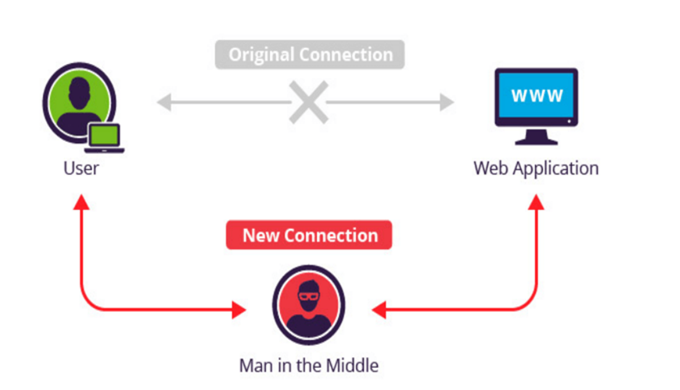 Original Connection
WWW
User
Web Application
New Connection
Man in the Middle